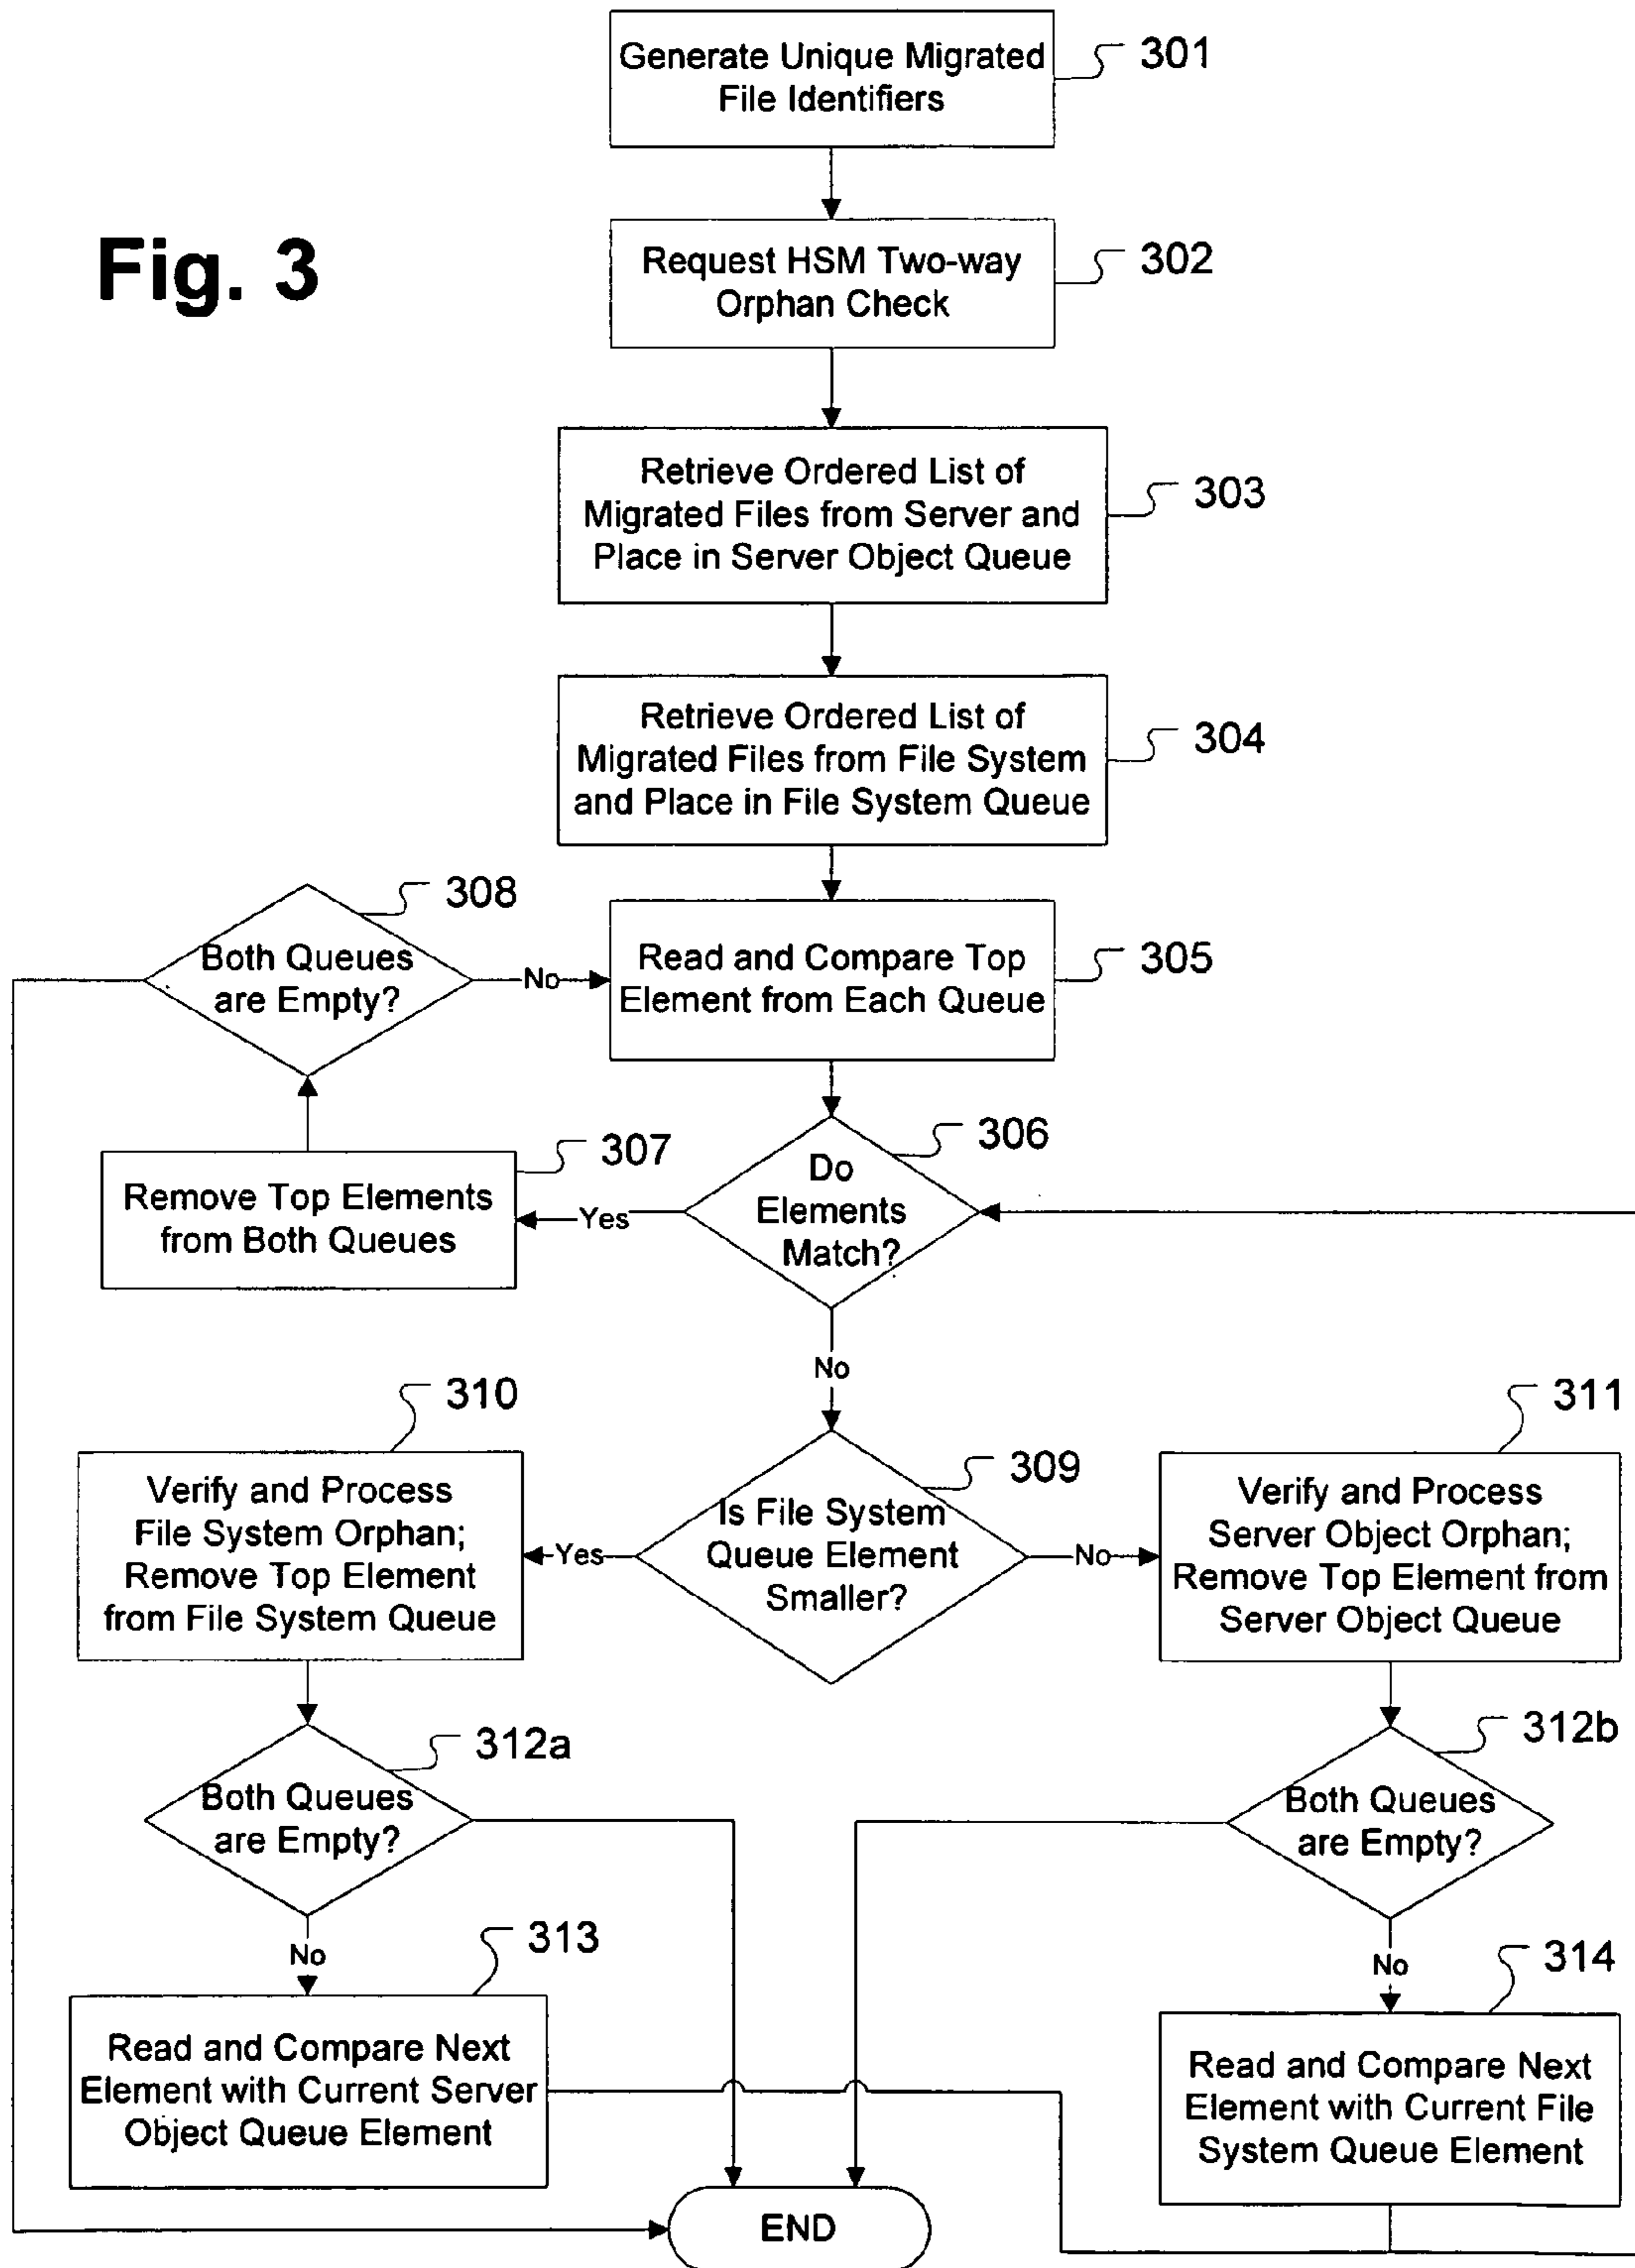 Fig. 3
Generate Unique Migrated
File Identifiers
301
Request HSM Two-way
Orphan Check
302
Retrieve Ordered List of
Migrated Files from Server and
Place in Server Object Queue
303
Retrieve Ordered List of
Migrated Files from File System
and Place in File System Queue
304
308
Both Queues
are Empty?
No
Read and Compare Top
Element from Each Queue
305
306
Do
Elements
Match?
Yes
307
Remove Top Elements
from Both Queues
No
309
Is File System
Queue Element
Smaller?
Yes
No
310
Verify and Process
File System Orphan;
Remove Top Element
from File System Queue
311
Verify and Process
Server Object Orphan;
Remove Top Element from
Server Object Queue
312a
Both Queues
are Empty?
312b
Both Queues
are Empty?
No
313
Read and Compare Next
Element with Current Server
Object Queue Element
No
314
Read and Compare Next
Element with Current File
System Queue Element
END